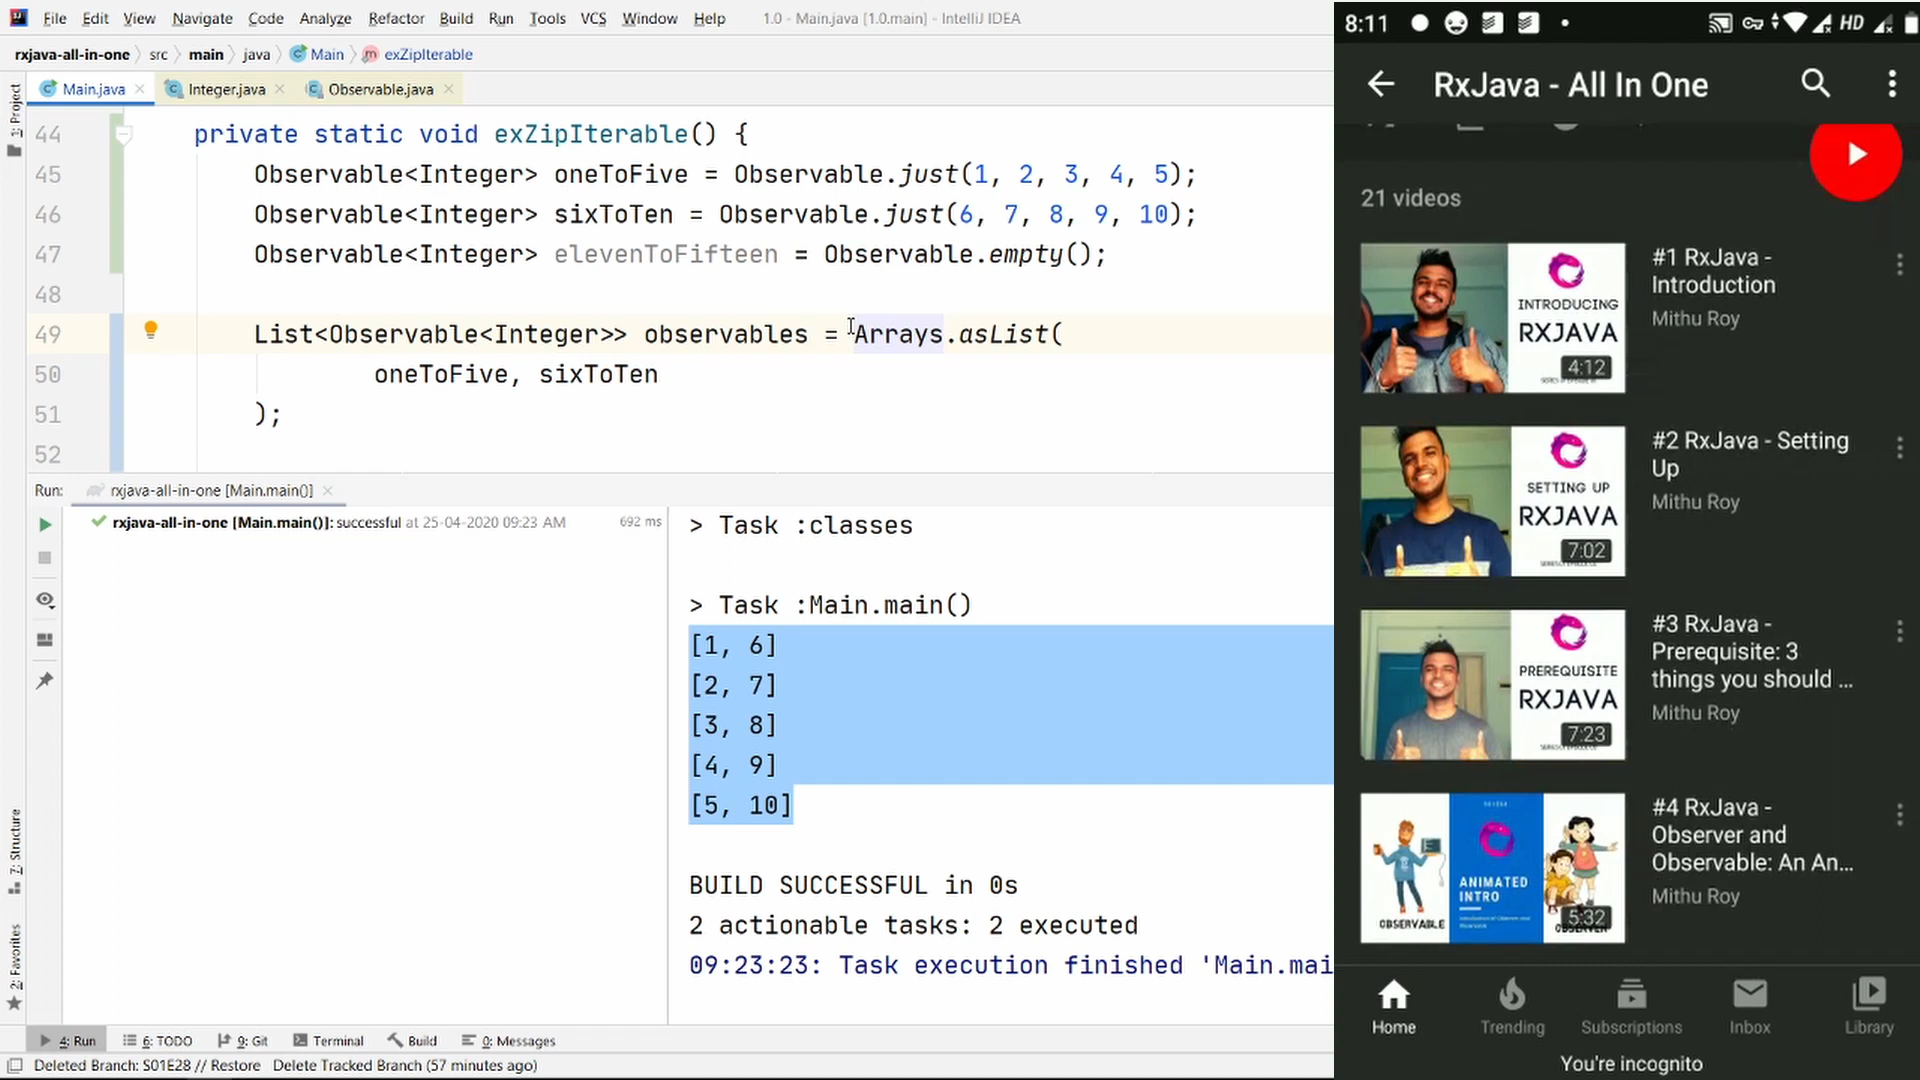 File Edit View Navigate Code Analyze Refactor Build Run Tools VCS Window Help 1.0 - Main.java [1.0.main] - IntelliJ IDEA
rxjava-all-in-one src main java Main exZipIterable
Main.java Integer.java Observable.java
1: Project
44 private static void exZipIterable() {
45 Observable<Integer> oneToFive = Observable.just(1, 2, 3, 4, 5);
46 Observable<Integer> sixToTen = Observable.just(6, 7, 8, 9, 10);
47 Observable<Integer> elevenToFifteen = Observable.empty();
48
49 List<Observable<Integer>> observables = Arrays.asList(
50 oneToFive, sixToTen
51 );
52
Run: rxjava-all-in-one [Main.main()]
rxjava-all-in-one [Main.main()]: successful at 25-04-2020 09:23 AM 692 ms
> Task :classes
> Task :Main.main()
[1, 6]
[2, 7]
[3, 8]
[4, 9]
[5, 10]
BUILD SUCCESSFUL in 0s
2 actionable tasks: 2 executed
09:23:23: Task execution finished 'Main.mai
7: Structure
2: Favorites
4: Run 6: TODO 9: Git Terminal Build 0: Messages
Deleted Branch: S01E28 // Restore Delete Tracked Branch (57 minutes ago)
8:11 HD
RxJava - All In One
21 videos
INTRODUCING
RXJAVA
4:12
#1 RxJava -
Introduction
Mithu Roy
SETTING UP
RXJAVA
7:02
#2 RxJava - Setting
Up
Mithu Roy
PREREQUISITE
RXJAVA
7:23
#3 RxJava -
Prerequisite: 3
things you should ...
Mithu Roy
ANIMATED
INTRO
OBSERVABLE
OBSERVER
5:32
#4 RxJava -
Observer and
Observable: An An...
Mithu Roy
Home Trending Subscriptions Inbox Library
You're incognito